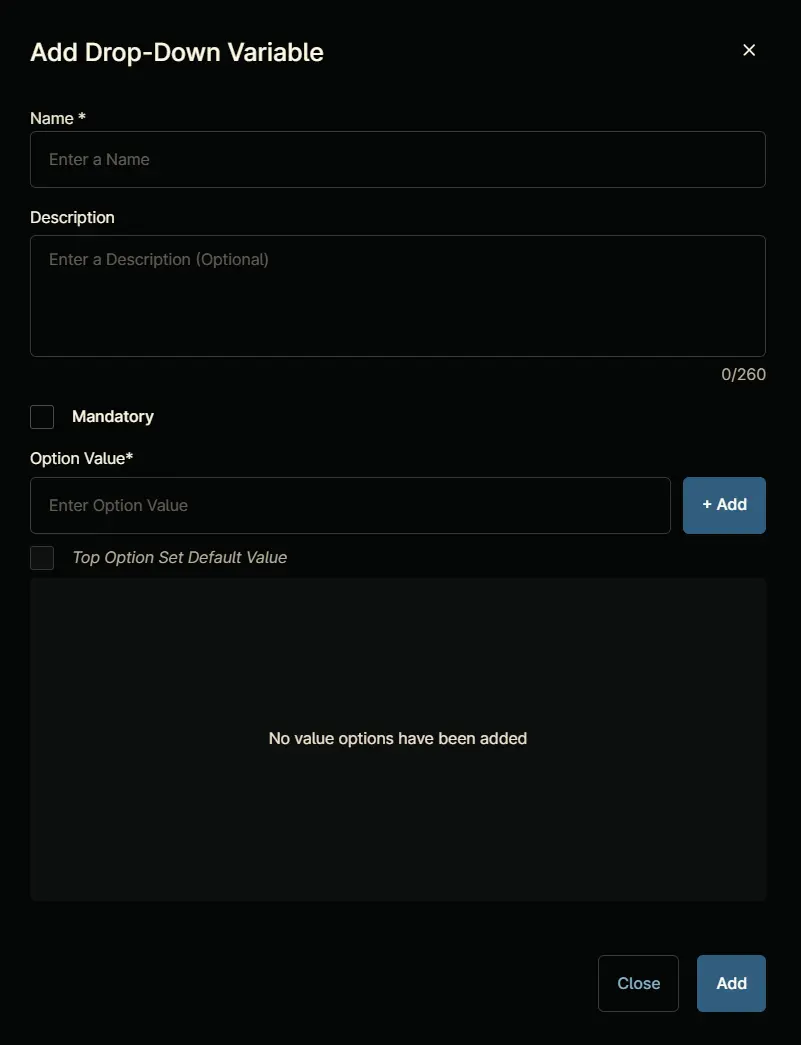 Add Drop-Down Variable
Name *
Enter a Name
Description
Enter a Description (Optional)
0/260
Mandatory
Option Value*
Enter Option Value
+ Add
Top Option Set Default Value
No value options have been added
Close
Add